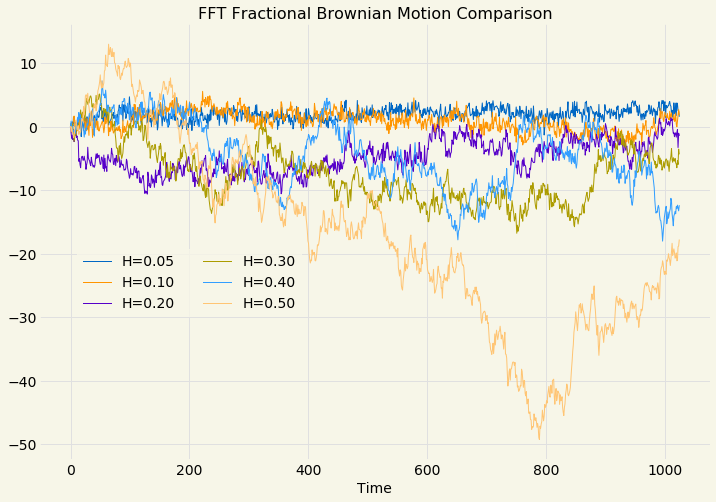 FFT Fractional Brownian Motion Comparison
10
0
−10
−20
−30
−40
−50
H=0.05 H=0.30
H=0.10 H=0.40
H=0.20 H=0.50
0 200 400 600 800 1000
Time